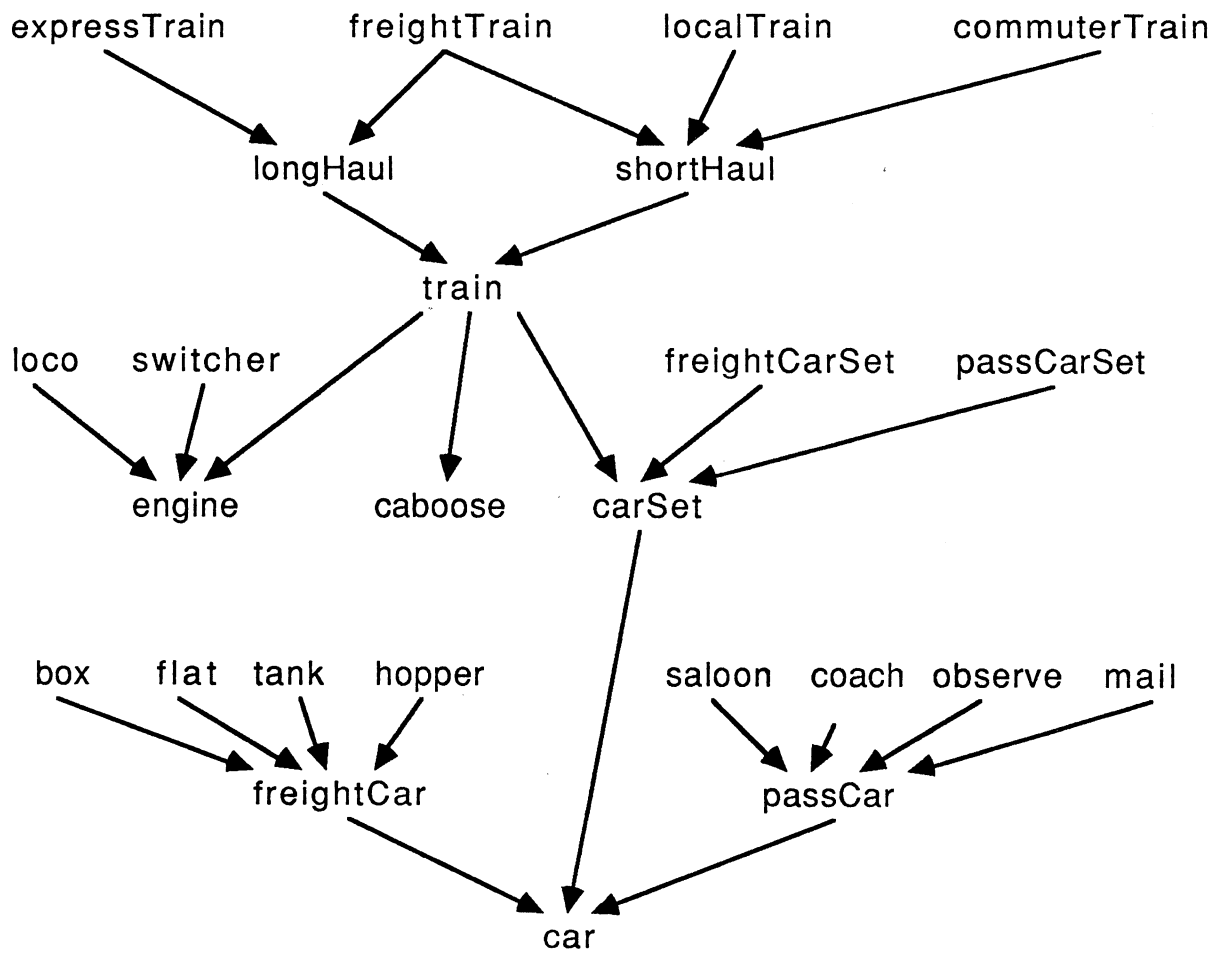 expressTrain freightTrain localTrain commuterTrain
longHaul shortHaul
train
loco switcher freightCarSet passCarSet
engine caboose carSet
box flat tank hopper saloon coach observe mail
freightCar passCar
car